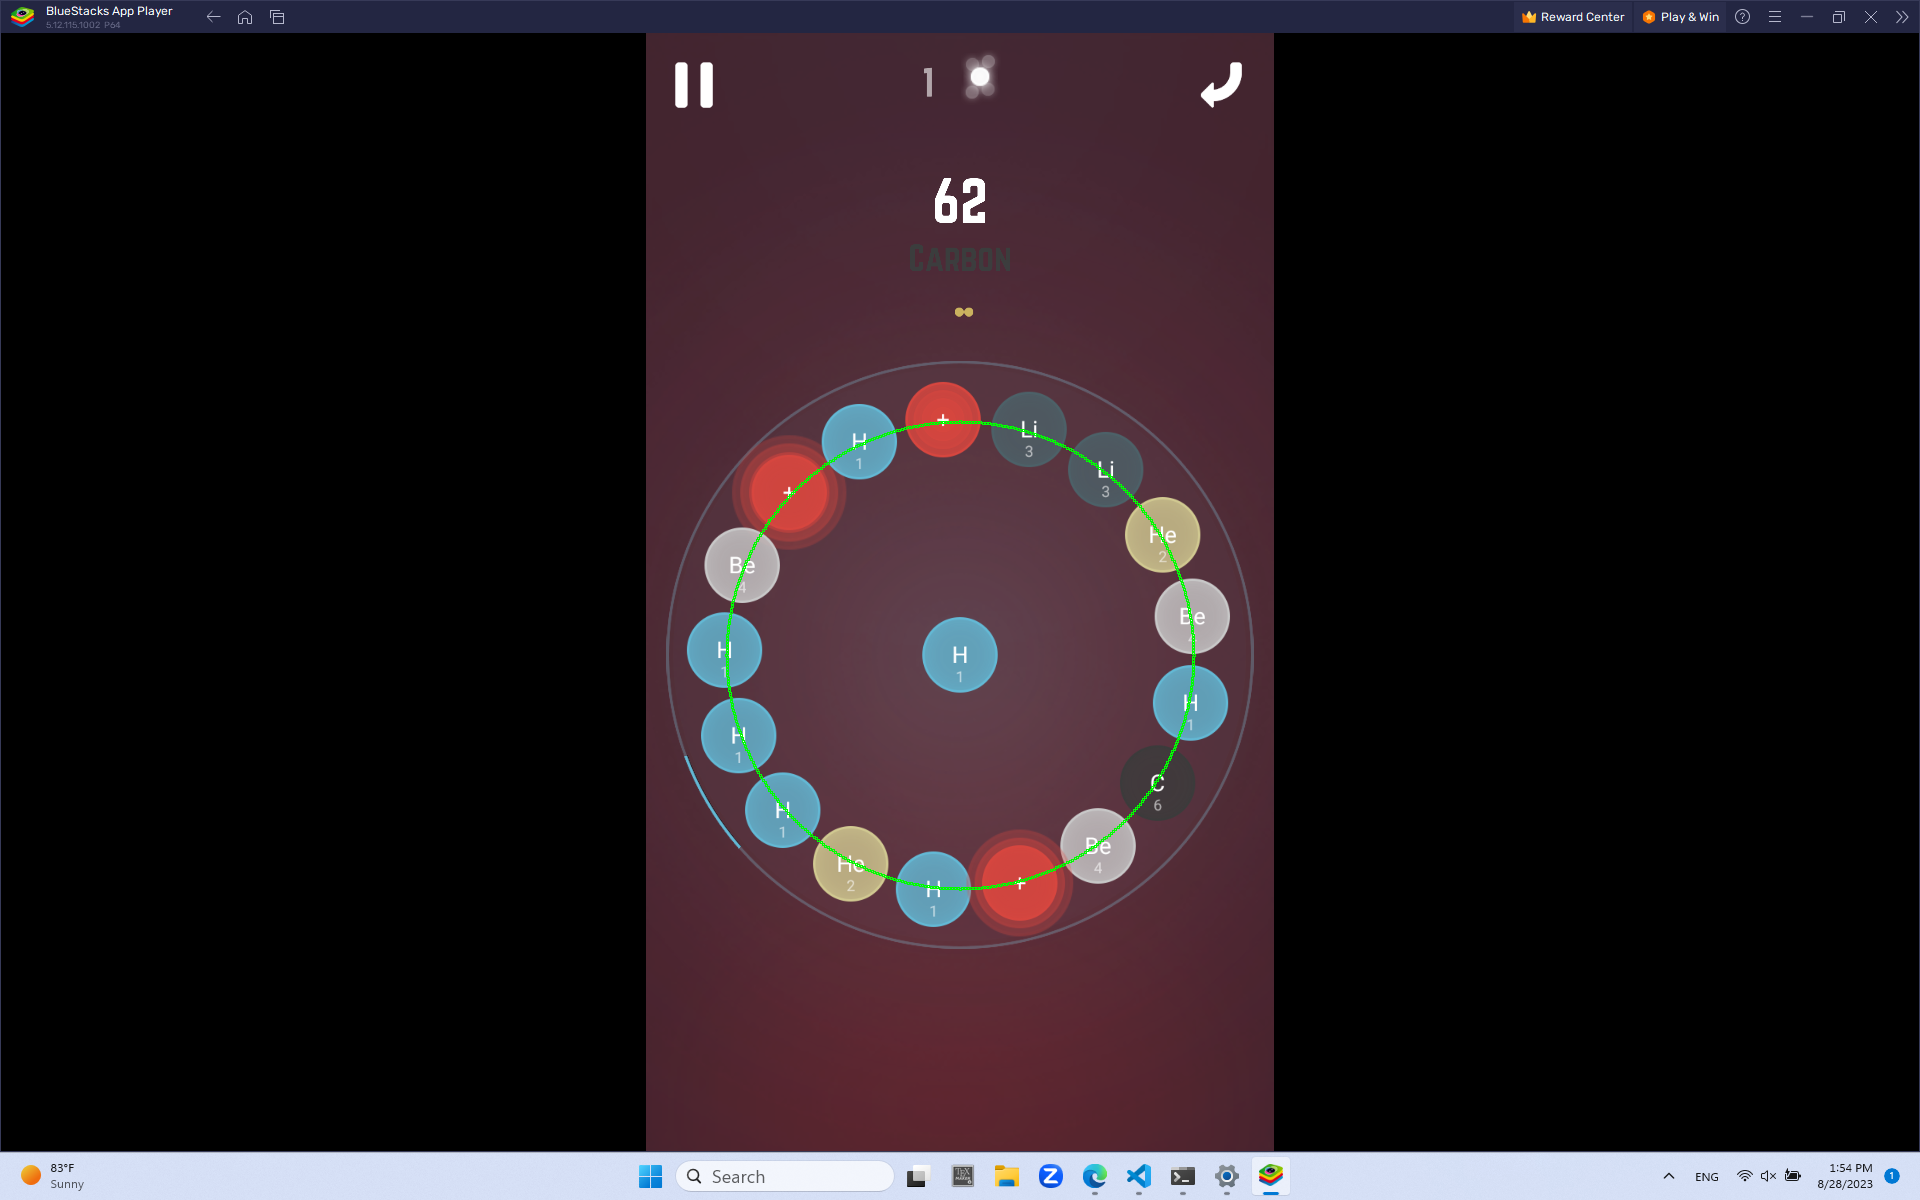 BlueStacks App Player
5.12.115.1002 P64
Reward Center
Play & Win
1
62
CARBON
+
Li
3
H
1
Li
3
+
He
2
Be
4
Be
H
1
H
1
H
1
H
1
C
6
H
1
Be
4
He
2
+
H
1
83°F
Sunny
Search
ENG
1:54 PM
8/28/2023
1